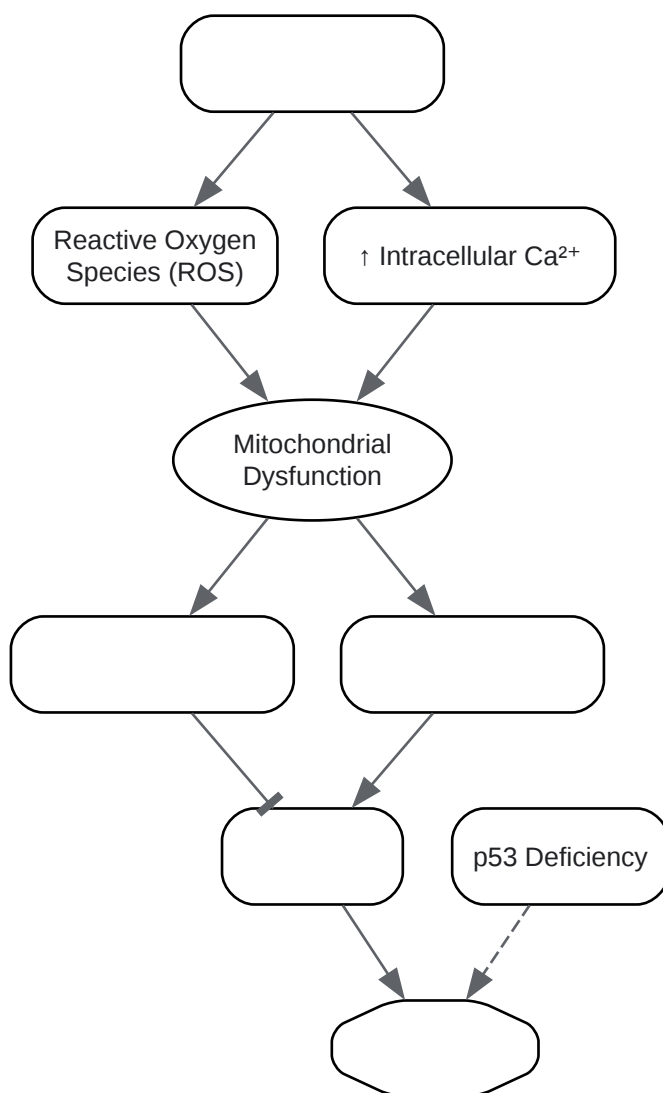 Reactive Oxygen
Species (ROS)
↑ Intracellular Ca²⁺
Mitochondrial
Dysfunction
p53 Deficiency